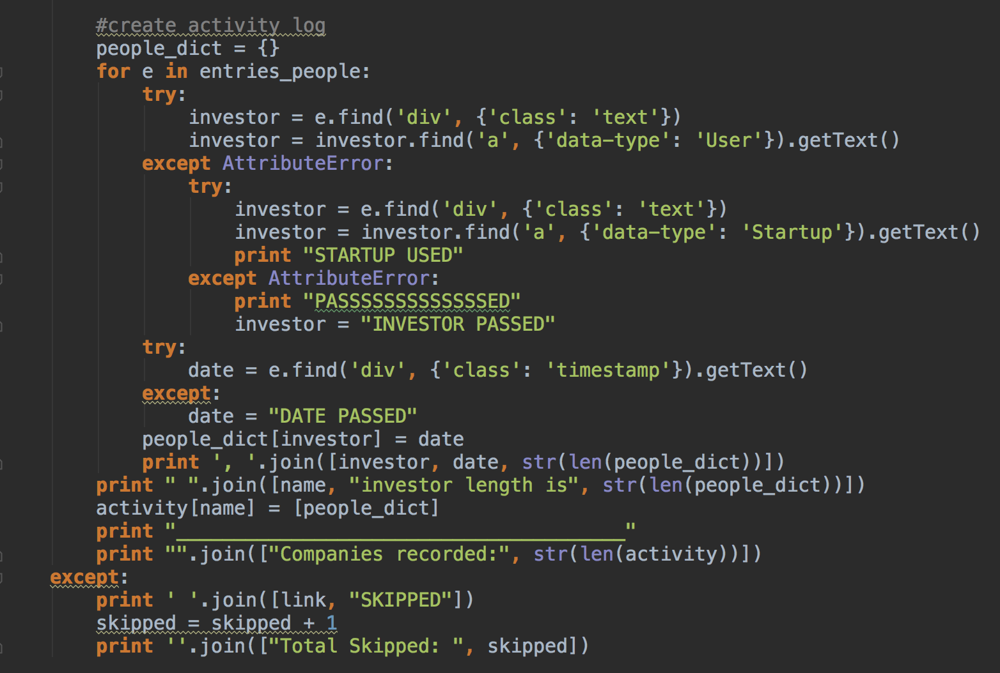 #create activity log
people_dict = {}
for e in entries_people:
try:
investor = e.find('div', {'class': 'text'})
investor = investor.find('a', {'data-type': 'User'}).getText()
except AttributeError:
try:
investor = e.find('div', {'class': 'text'})
investor = investor.find('a', {'data-type': 'Startup'}).getText()
print "STARTUP USED"
except AttributeError:
print "PASSSSSSSSSSSSSSED"
investor = "INVESTOR PASSED"
try:
date = e.find('div', {'class': 'timestamp'}).getText()
except:
date = "DATE PASSED"
people_dict[investor] = date
print ', '.join([investor, date, str(len(people_dict))])
print " ".join([name, "investor length is", str(len(people_dict))])
activity[name] = [people_dict]
print "_______________________________________"
print "".join(["Companies recorded:", str(len(activity))])
except:
print ' '.join([link, "SKIPPED"])
skipped = skipped + 1
print ''.join(["Total Skipped: ", skipped])